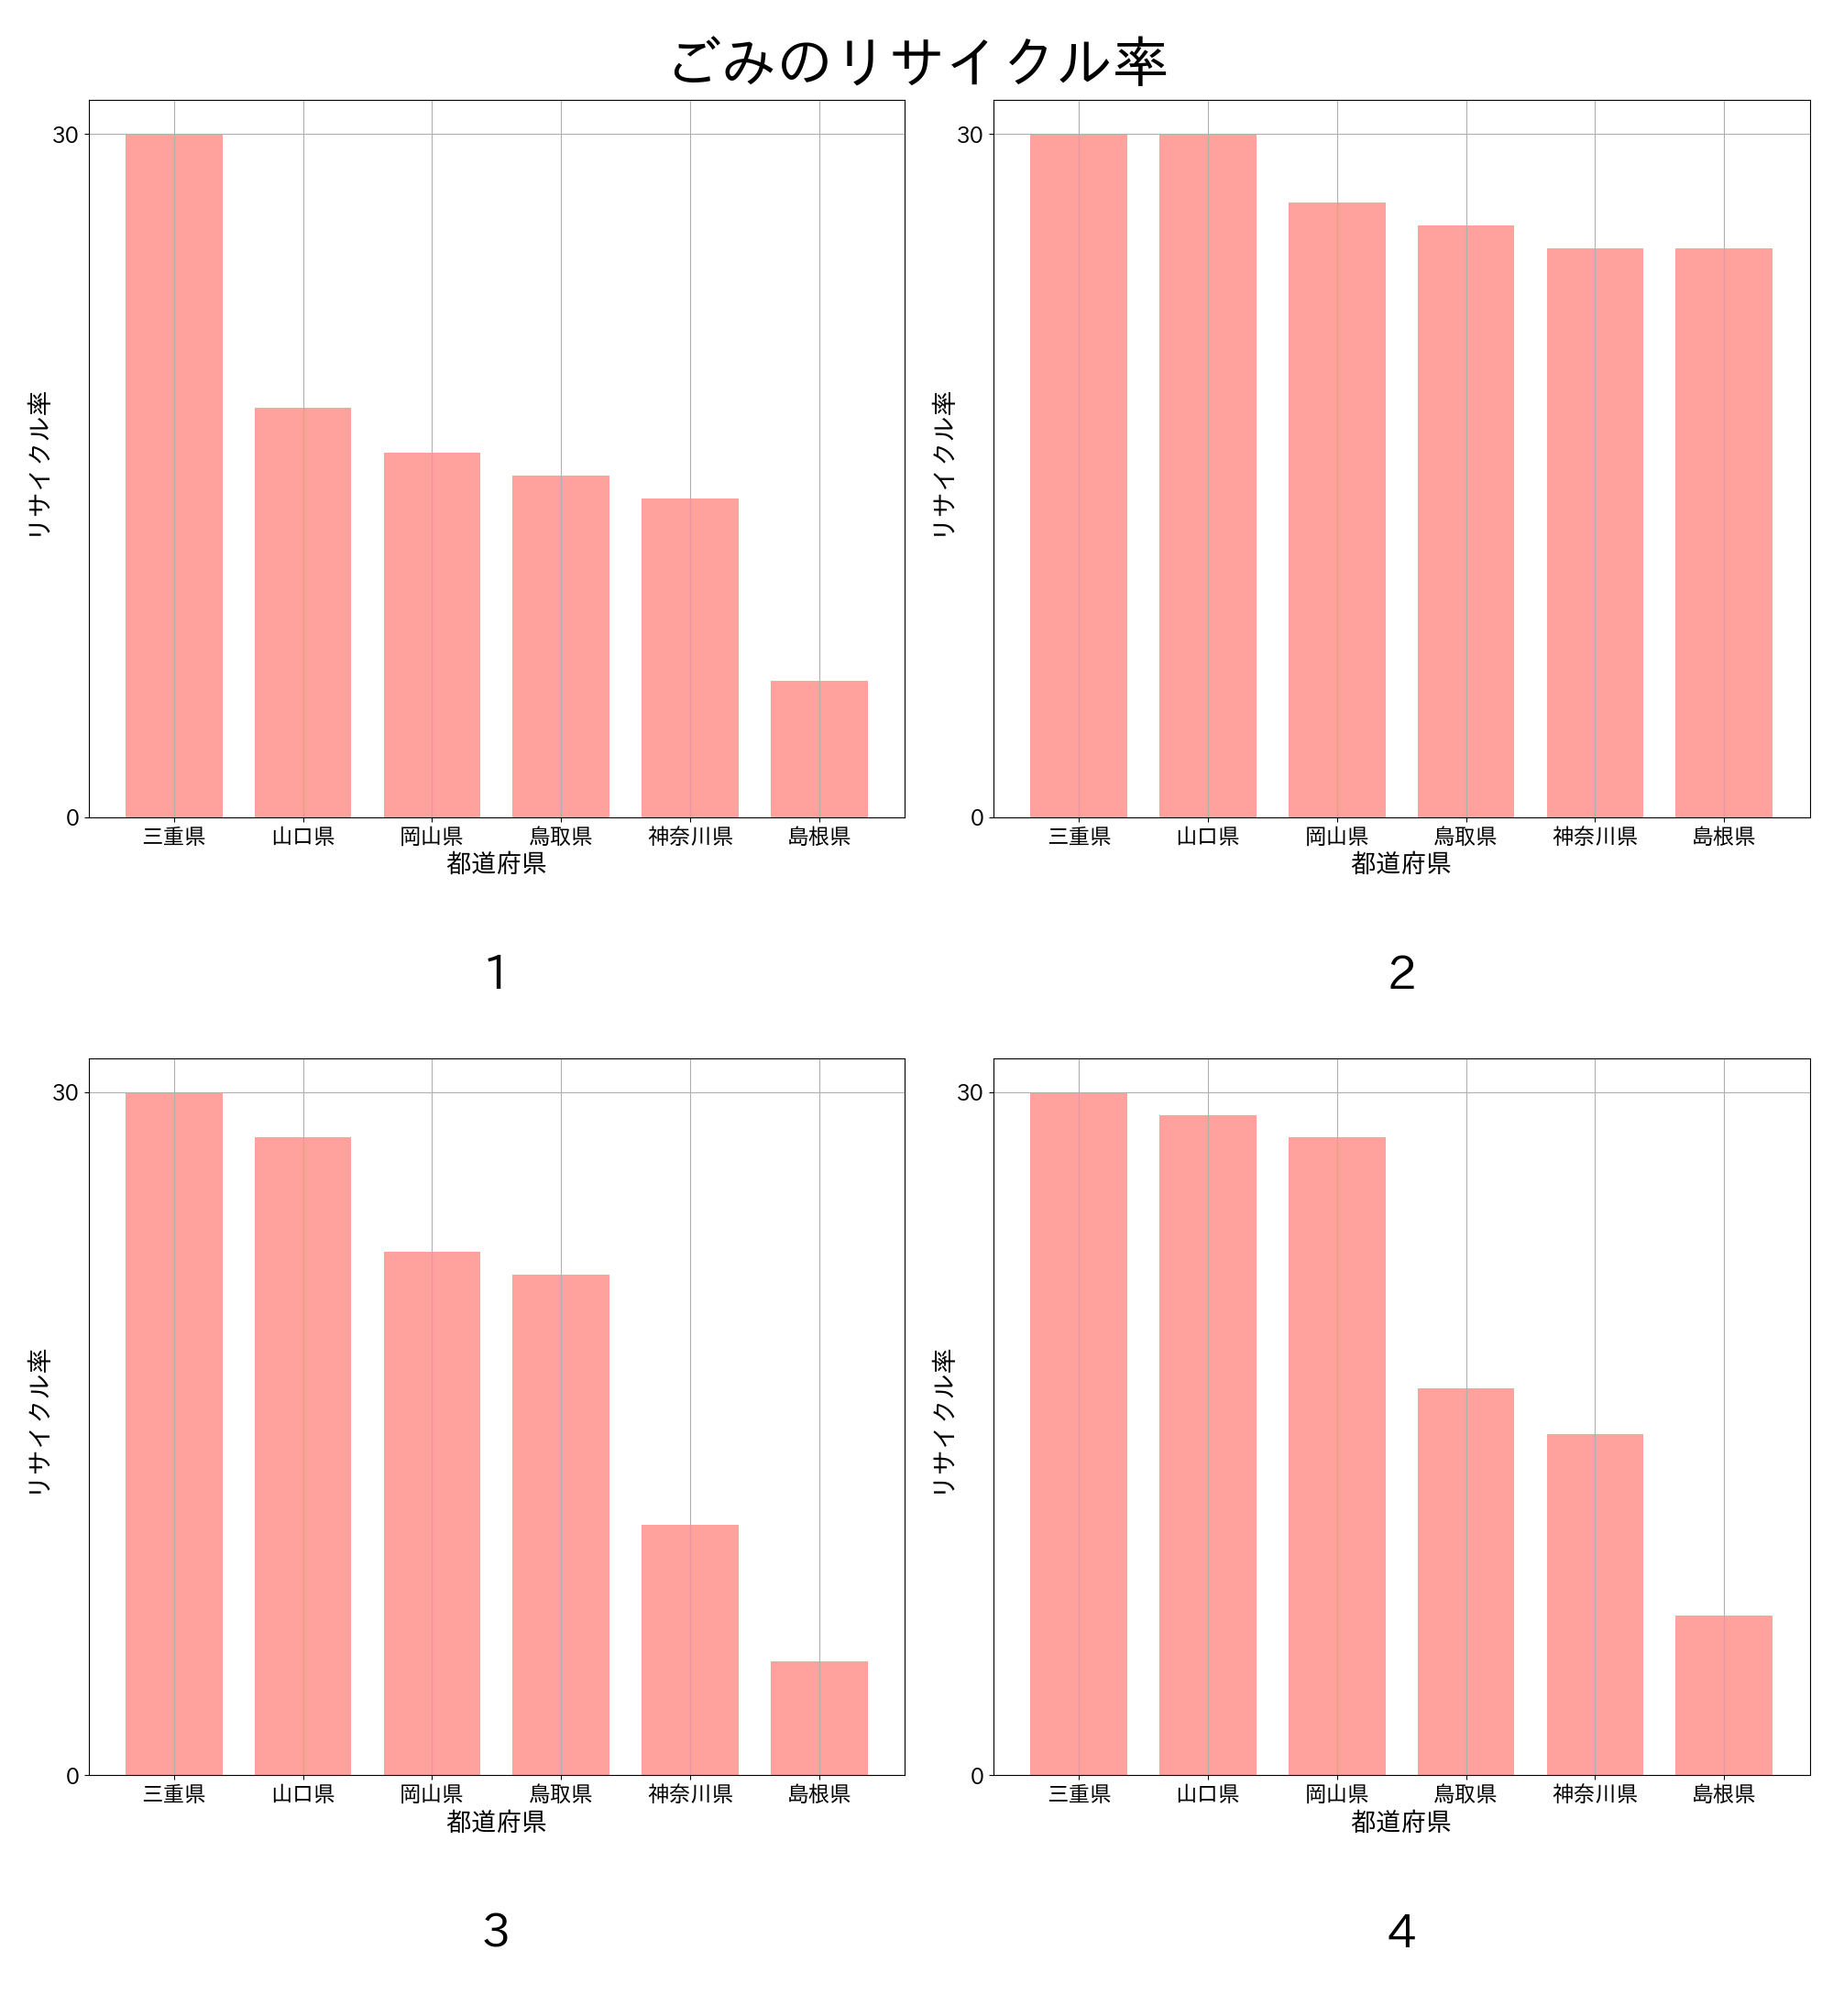 ごみのリサイクル率
30
0
リサイクル率
三重県 山口県 岡山県 鳥取県 神奈川県 島根県
都道府県
1
30
0
リサイクル率
三重県 山口県 岡山県 鳥取県 神奈川県 島根県
都道府県
2
30
0
リサイクル率
三重県 山口県 岡山県 鳥取県 神奈川県 島根県
都道府県
3
30
0
リサイクル率
三重県 山口県 岡山県 鳥取県 神奈川県 島根県
都道府県
4